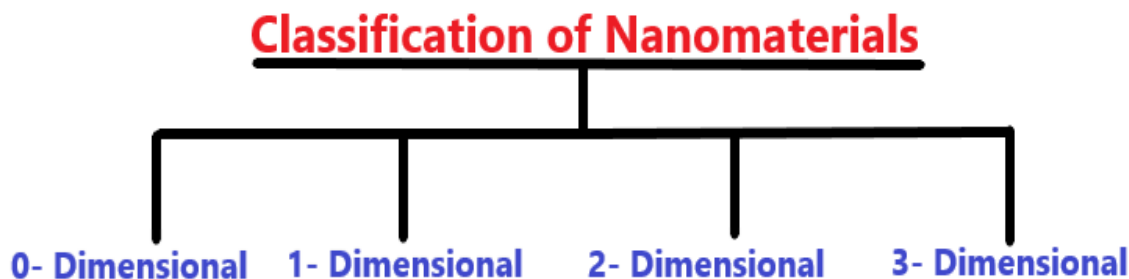 Classification of Nanomaterials
0- Dimensional
1- Dimensional
2- Dimensional
3- Dimensional